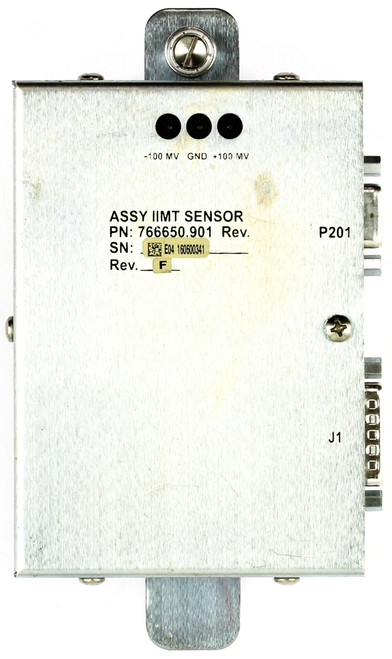 -100 MV GND +100 MV
ASSY IIMT SENSOR
PN: 766650.901 Rev.
P201
SN: E04 160600341
Rev. F
J1